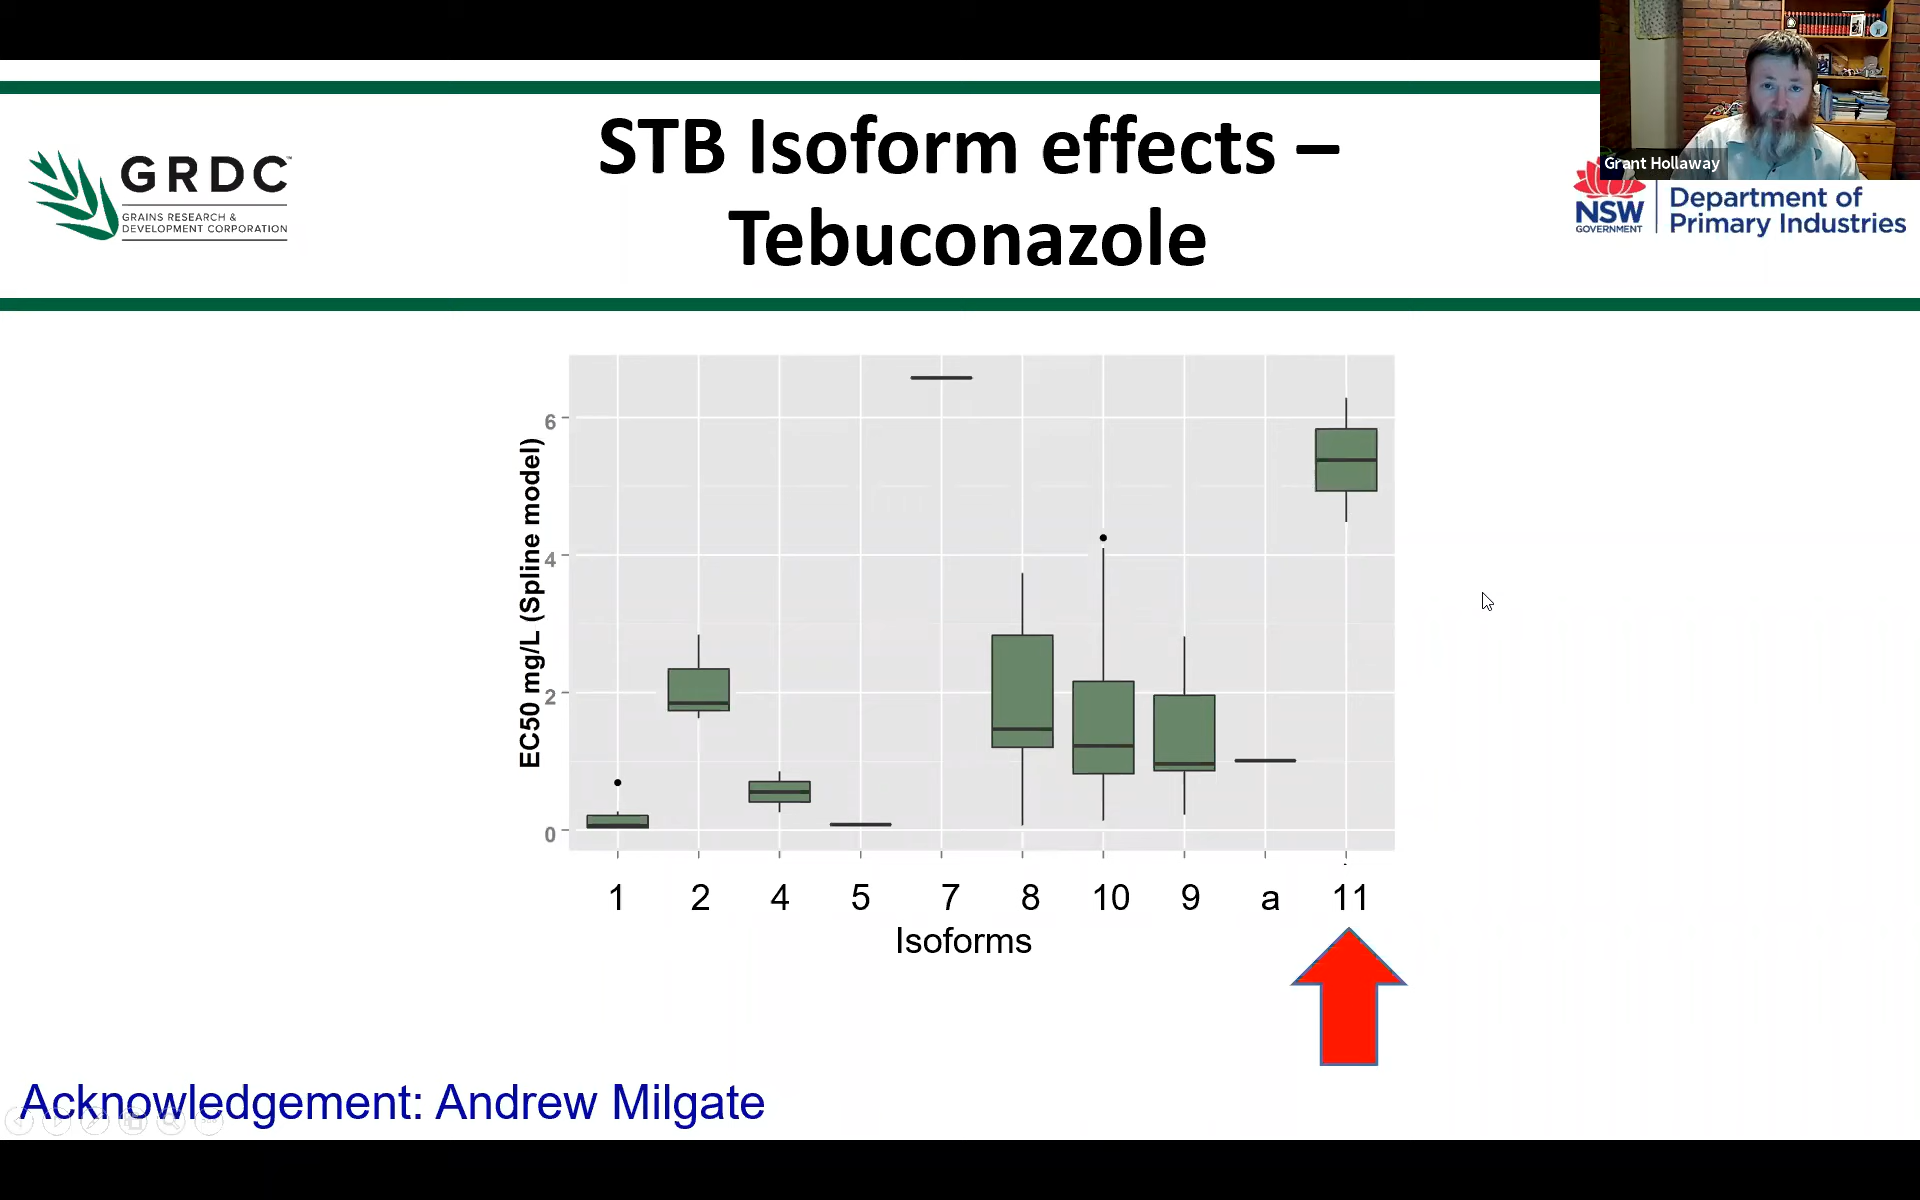 Grant Hollaway
STB Isoform effects –
Tebuconazole
GRDC™
GRAINS RESEARCH &
DEVELOPMENT CORPORATION
NSW
GOVERNMENT
Department of
Primary Industries
EC50 mg/L (Spline model)
6
4
2
0
1 2 4 5 7 8 10 9 a 11
Isoforms
Acknowledgement: Andrew Milgate